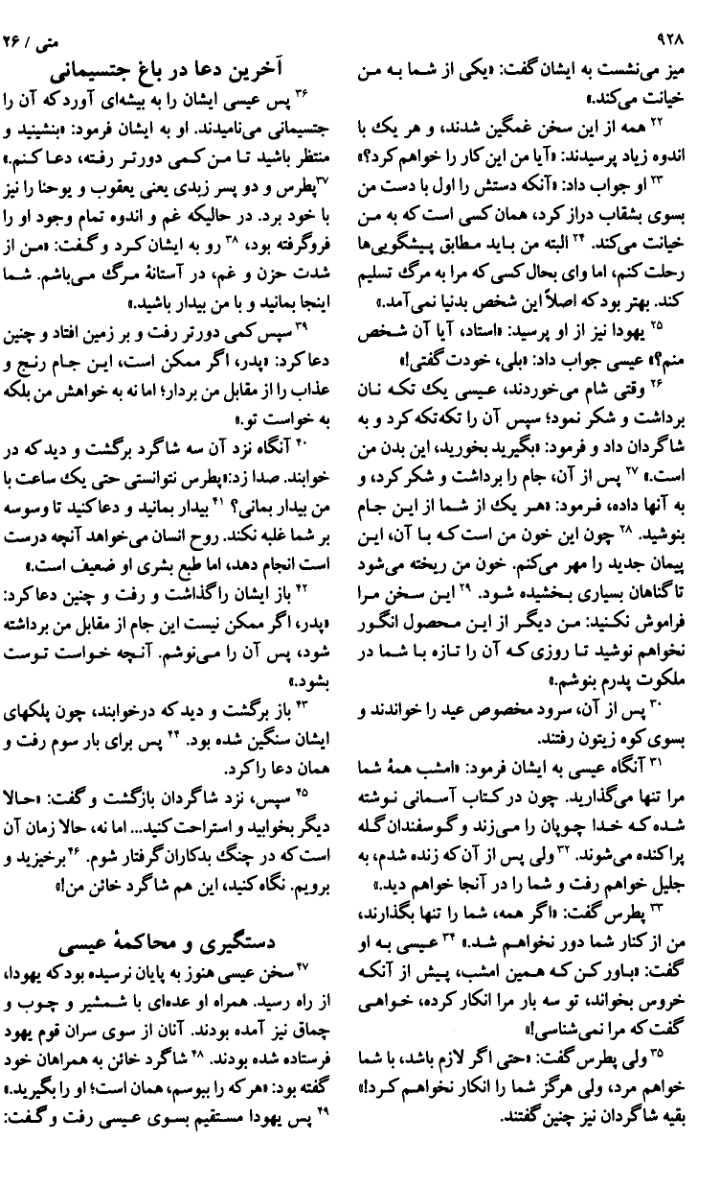 ۹۲۸
متی / ۲۶
میز می‌نشست به ایشان گفت: «یکی از شما به من
خیانت می‌کند.»
۲۲ همه از این سخن غمگین شدند، و هر یک با
اندوه زیاد پرسیدند: «آیا من این کار را خواهم کرد؟»
۲۳ او جواب داد: «آنکه دستش را اول با دست من
بسوی بشقاب دراز کرد، همان کسی است که به من
خیانت می‌کند. ۲۴ البته من باید مطابق پیشگویی‌ها
رحلت کنم، اما وای بحال کسی که مرا به مرگ تسلیم
کند. بهتر بود که اصلاً این شخص بدنیا نمی‌آمد.»
۲۵ یهودا نیز از او پرسید: «استاد، آیا آن شخص
منم؟» عیسی جواب داد: «بلی، خودت گفتی!»
۲۶ وقتی شام می‌خوردند، عیسی یک تکه نان
برداشت و شکر نمود؛ سپس آن را تکه‌تکه کرد و به
شاگردان داد و فرمود: «بگیرید بخورید، این بدن من
است.» ۲۷ پس از آن، جام را برداشت و شکر کرد، و
به آنها داده، فرمود: «هر یک از شما از این جام
بنوشید. ۲۸ چون این خون من است که با آن، این
پیمان جدید را مهر می‌کنم. خون من ریخته می‌شود
تا گناهان بسیاری بخشیده شود. ۲۹ این سخن مرا
فراموش نکنید: من دیگر از این محصول انگور
نخواهم نوشید تا روزی که آن را تازه با شما در
ملکوت پدرم بنوشم.»
۳۰ پس از آن، سرود مخصوص عید را خواندند و
بسوی کوه زیتون رفتند.
۳۱ آنگاه عیسی به ایشان فرمود: «امشب همهٔ شما
مرا تنها می‌گذارید. چون در کتاب آسمانی نوشته
شده که خدا چوپان را می‌زند و گوسفندان گله
پراکنده می‌شوند. ۳۲ ولی پس از آن که زنده شدم، به
جلیل خواهم رفت و شما را در آنجا خواهم دید.»
۳۳ پطرس گفت: «اگر همه، شما را تنها بگذارند،
من از کنار شما دور نخواهم شد.» ۳۴ عیسی به او
گفت: «باور کن که همین امشب، پیش از آنکه
خروس بخواند، تو سه بار مرا انکار کرده، خواهی
گفت که مرا نمی‌شناسی!»
۳۵ ولی پطرس گفت: «حتی اگر لازم باشد، با شما
خواهم مرد، ولی هرگز شما را انکار نخواهم کرد!»
بقیه شاگردان نیز چنین گفتند.
آخرین دعا در باغ جتسیمانی
۳۶ پس عیسی ایشان را به بیشه‌ای آورد که آن را
جتسیمانی می‌نامیدند. او به ایشان فرمود: «بنشینید و
منتظر باشید تا من کمی دورتر رفته، دعا کنم.»
۳۷ پطرس و دو پسر زبدی یعنی یعقوب و یوحنا را نیز
با خود برد. در حالیکه غم و اندوه تمام وجود او را
فروگرفته بود، ۳۸ رو به ایشان کرد و گفت: «من از
شدت حزن و غم، در آستانهٔ مرگ می‌باشم. شما
اینجا بمانید و با من بیدار باشید.»
۳۹ سپس کمی دورتر رفت و بر زمین افتاد و چنین
دعا کرد: «پدر، اگر ممکن است، این جام رنج و
عذاب را از مقابل من بردار؛ اما نه به خواهش من بلکه
به خواست تو.»
۴۰ آنگاه نزد آن سه شاگرد برگشت و دید که در
خوابند. صدا زد: «پطرس نتوانستی حتی یک ساعت با
من بیدار بمانی؟ ۴۱ بیدار بمانید و دعا کنید تا وسوسه
بر شما غلبه نکند. روح انسان می‌خواهد آنچه درست
است انجام دهد، اما طبع بشری او ضعیف است.»
۴۲ باز ایشان را گذاشت و رفت و چنین دعا کرد:
«پدر، اگر ممکن نیست این جام از مقابل من برداشته
شود، پس آن را می‌نوشم. آنچه خواست توست
بشود.»
۴۳ باز برگشت و دید که درخوابند، چون پلکهای
ایشان سنگین شده بود. ۴۴ پس برای بار سوم رفت و
همان دعا را کرد.
۴۵ سپس، نزد شاگردان بازگشت و گفت: «حالا
دیگر بخوابید و استراحت کنید... اما نه، حالا زمان آن
است که در چنگ بدکاران گرفتار شوم. ۴۶ برخیزید و
برویم. نگاه کنید، این هم شاگرد خائن من!»
دستگیری و محاکمهٔ عیسی
۴۷ سخن عیسی هنوز به پایان نرسیده بود که یهودا،
از راه رسید. همراه او عده‌ای با شمشیر و چوب و
چماق نیز آمده بودند. آنان از سوی سران قوم یهود
فرستاده شده بودند. ۴۸ شاگرد خائن به همراهان خود
گفته بود: «هر که را ببوسم، همان است؛ او را بگیرید.»
۴۹ پس یهودا مستقیم بسوی عیسی رفت و گفت: